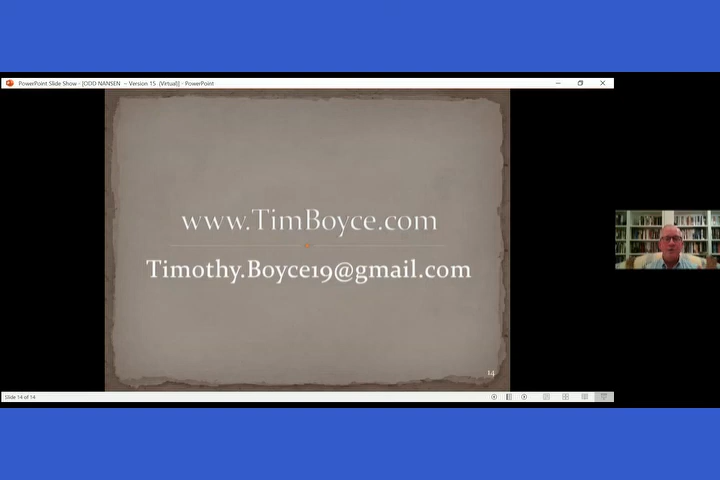 PowerPoint Slide Show - [ODD NANSEN - Version 15 (Virtual)] - PowerPoint
www.TimBoyce.com
Timothy.Boyce19@gmail.com
14
Slide 14 of 14